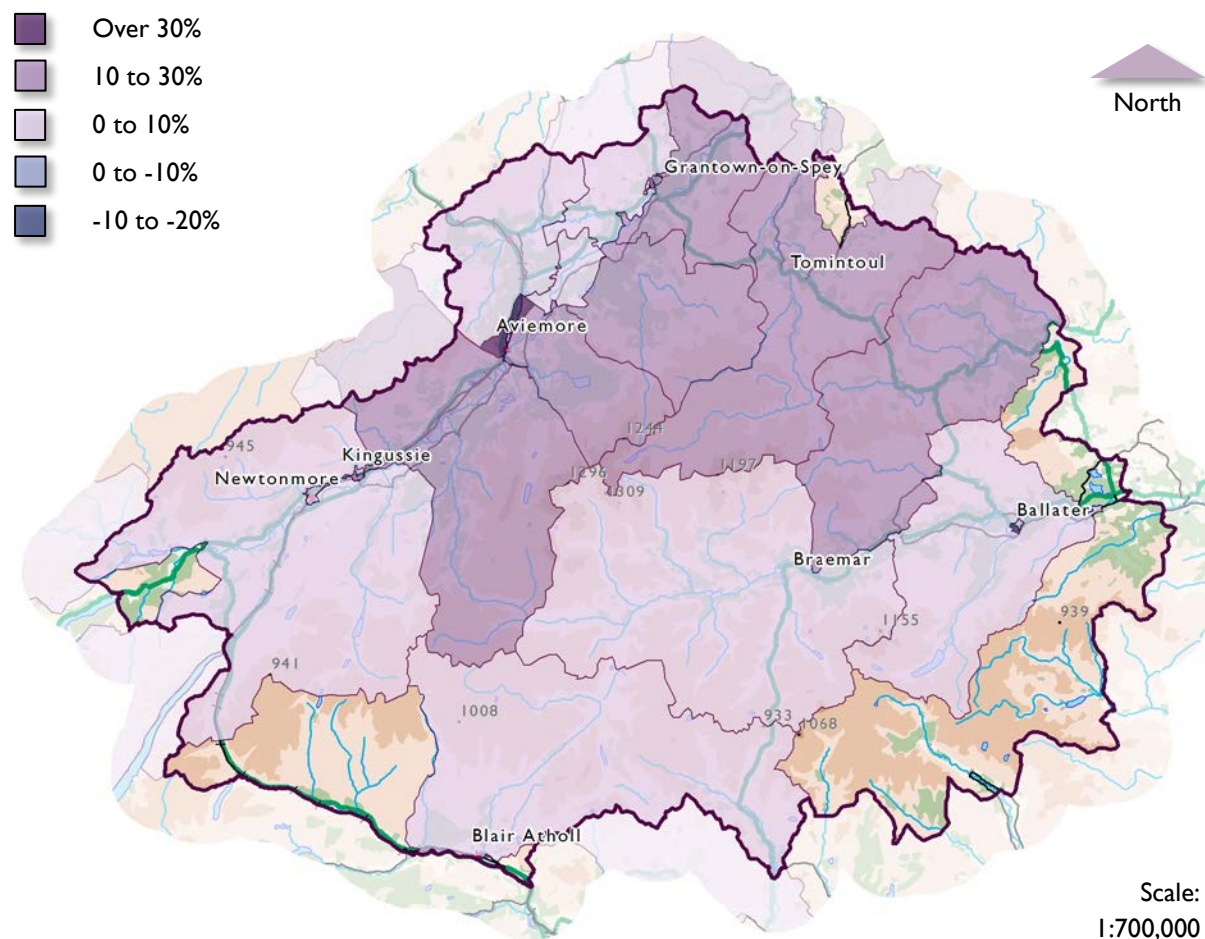 Over 30%
10 to 30%
0 to 10%
0 to -10%
-10 to -20%
North
Grantown-on-Spey
Tomintoul
Aviemore
1244
945
Kingussie
1197
1296
Newtonmore
1309
Ballater
Braemar
939
1155
941
1008
933
1068
Blair Atholl
Scale:
1:700,000